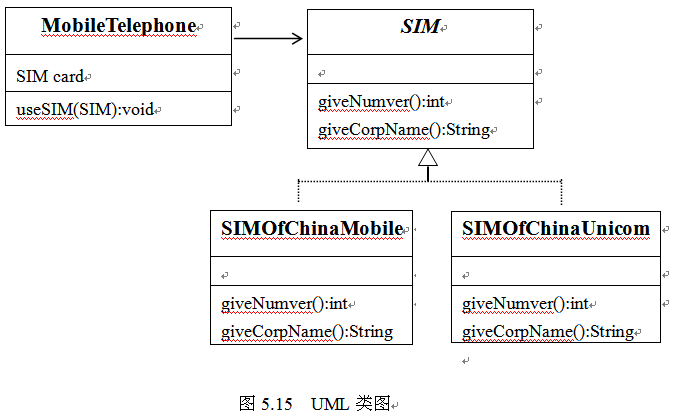 MobileTelephone
SIM card
useSIM(SIM):void
SIM
giveNumver():int
giveCorpName():String
SIMOfChinaMobile
giveNumver():int
giveCorpName():String
SIMOfChinaUnicom
giveNumver():int
giveCorpName():String
图 5.15 UML 类图